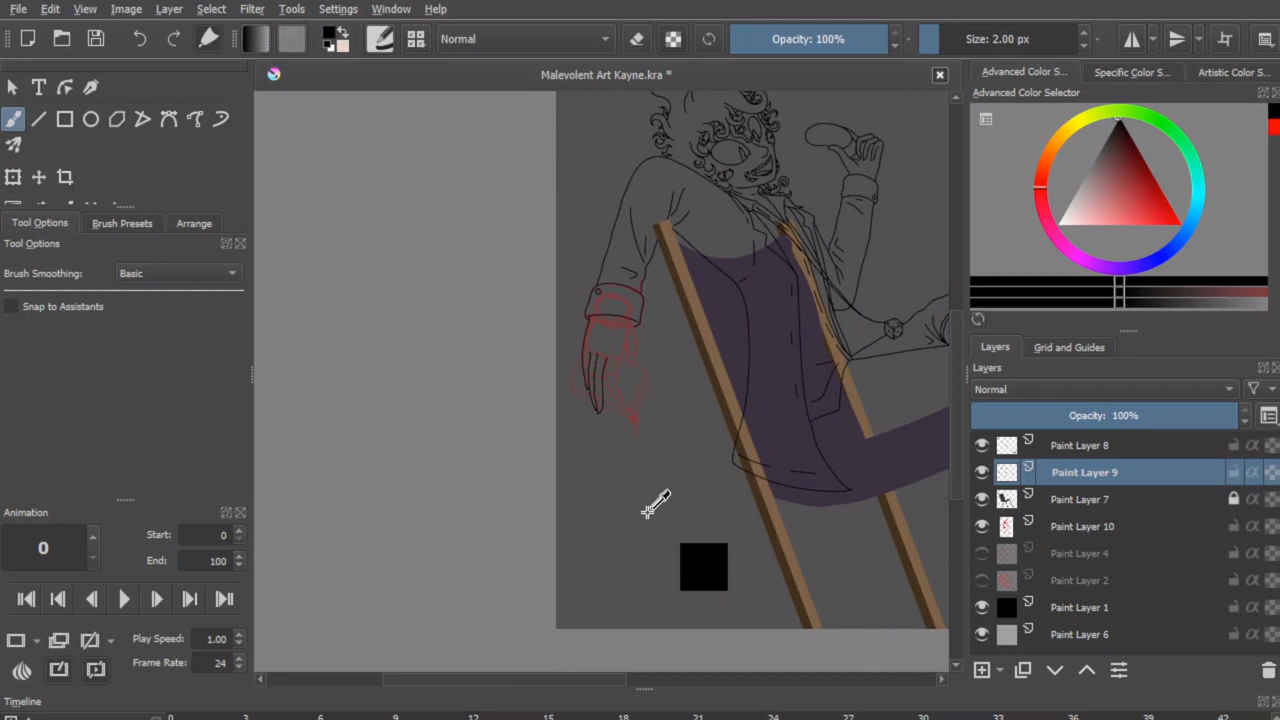 File Edit View Image Layer Select Filter Tools Settings Window Help
Normal Opacity: 100% Size: 2.00 px
Malevolent Art Kayne.kra *
Advanced Color S... Specific Color S... Artistic Color S...
Advanced Color Selector
Tool Options Brush Presets Arrange
Tool Options
Brush Smoothing: Basic
Snap to Assistants
Layers Grid and Guides
Layers
Normal
Opacity: 100%
Paint Layer 8
Paint Layer 9
Paint Layer 7
Paint Layer 10
Paint Layer 4
Paint Layer 2
Paint Layer 1
Paint Layer 6
Animation
0 Start: 0
End: 100
Play Speed: 1.00
Frame Rate: 24
Timeline
0 3 6 9 12 15 18 21 24 27 30 33 36 39 42